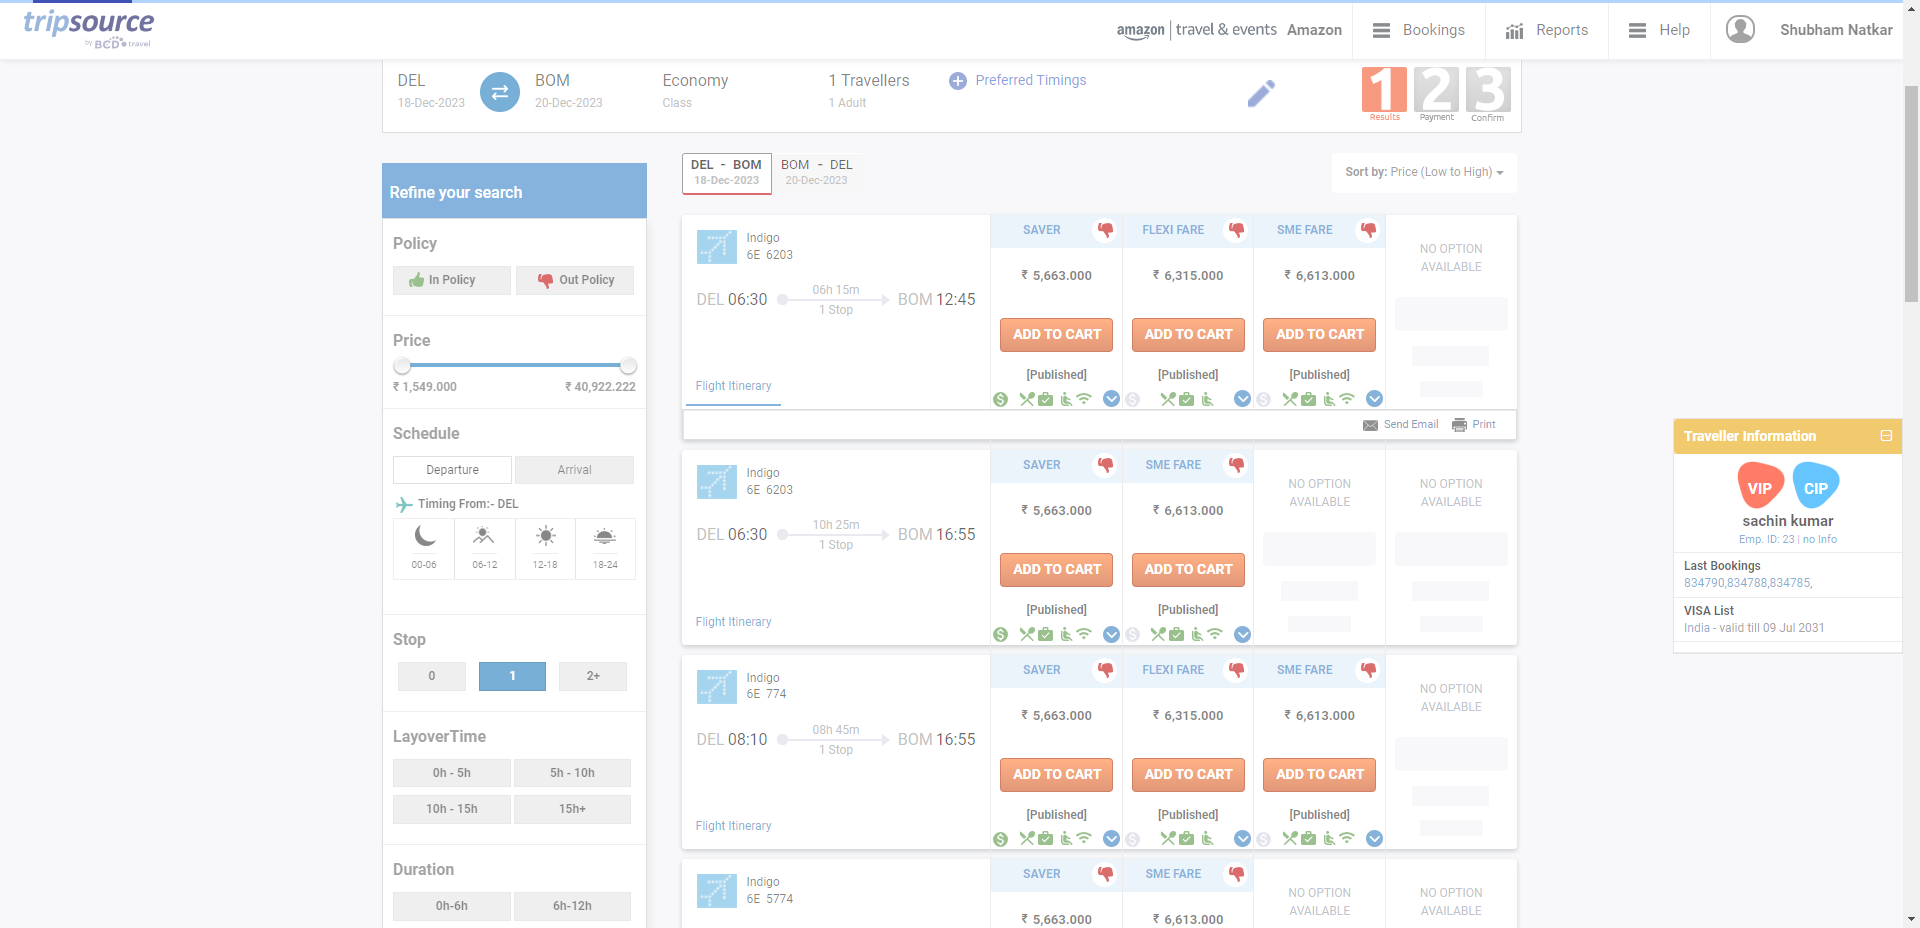 tripsource
by BCD travel
amazon | travel & events Amazon
Bookings
Reports
Help
Shubham Natkar
DEL
18-Dec-2023
BOM
20-Dec-2023
Economy
Class
1 Travellers
1 Adult
Preferred Timings
1 2 3
Results Payment Confirm
DEL - BOM
18-Dec-2023
BOM - DEL
20-Dec-2023
Sort by: Price (Low to High)
Refine your search
Policy
In Policy
Out Policy
Price
₹ 1,549.000
₹ 40,922.222
Schedule
Departure
Arrival
Timing From:- DEL
00-06
06-12
12-18
18-24
Stop
0
1
2+
LayoverTime
0h - 5h
5h - 10h
10h - 15h
15h+
Duration
0h-6h
6h-12h
Indigo
6E 6203
DEL 06:30
06h 15m
1 Stop
BOM 12:45
Flight Itinerary
SAVER
₹ 5,663.000
ADD TO CART
[Published]
FLEXI FARE
₹ 6,315.000
ADD TO CART
[Published]
SME FARE
₹ 6,613.000
ADD TO CART
[Published]
NO OPTION
AVAILABLE
Send Email
Print
Indigo
6E 6203
DEL 06:30
10h 25m
1 Stop
BOM 16:55
Flight Itinerary
SAVER
₹ 5,663.000
ADD TO CART
[Published]
SME FARE
₹ 6,613.000
ADD TO CART
[Published]
NO OPTION
AVAILABLE
NO OPTION
AVAILABLE
Indigo
6E 774
DEL 08:10
08h 45m
1 Stop
BOM 16:55
Flight Itinerary
SAVER
₹ 5,663.000
ADD TO CART
[Published]
FLEXI FARE
₹ 6,315.000
ADD TO CART
[Published]
SME FARE
₹ 6,613.000
ADD TO CART
[Published]
NO OPTION
AVAILABLE
Indigo
6E 5774
SAVER
₹ 5,663.000
SME FARE
₹ 6,613.000
NO OPTION
AVAILABLE
NO OPTION
AVAILABLE
Traveller Information
VIP
CIP
sachin kumar
Emp. ID: 23 | no info
Last Bookings
834790,834788,834785,
VISA List
India - valid till 09 Jul 2031